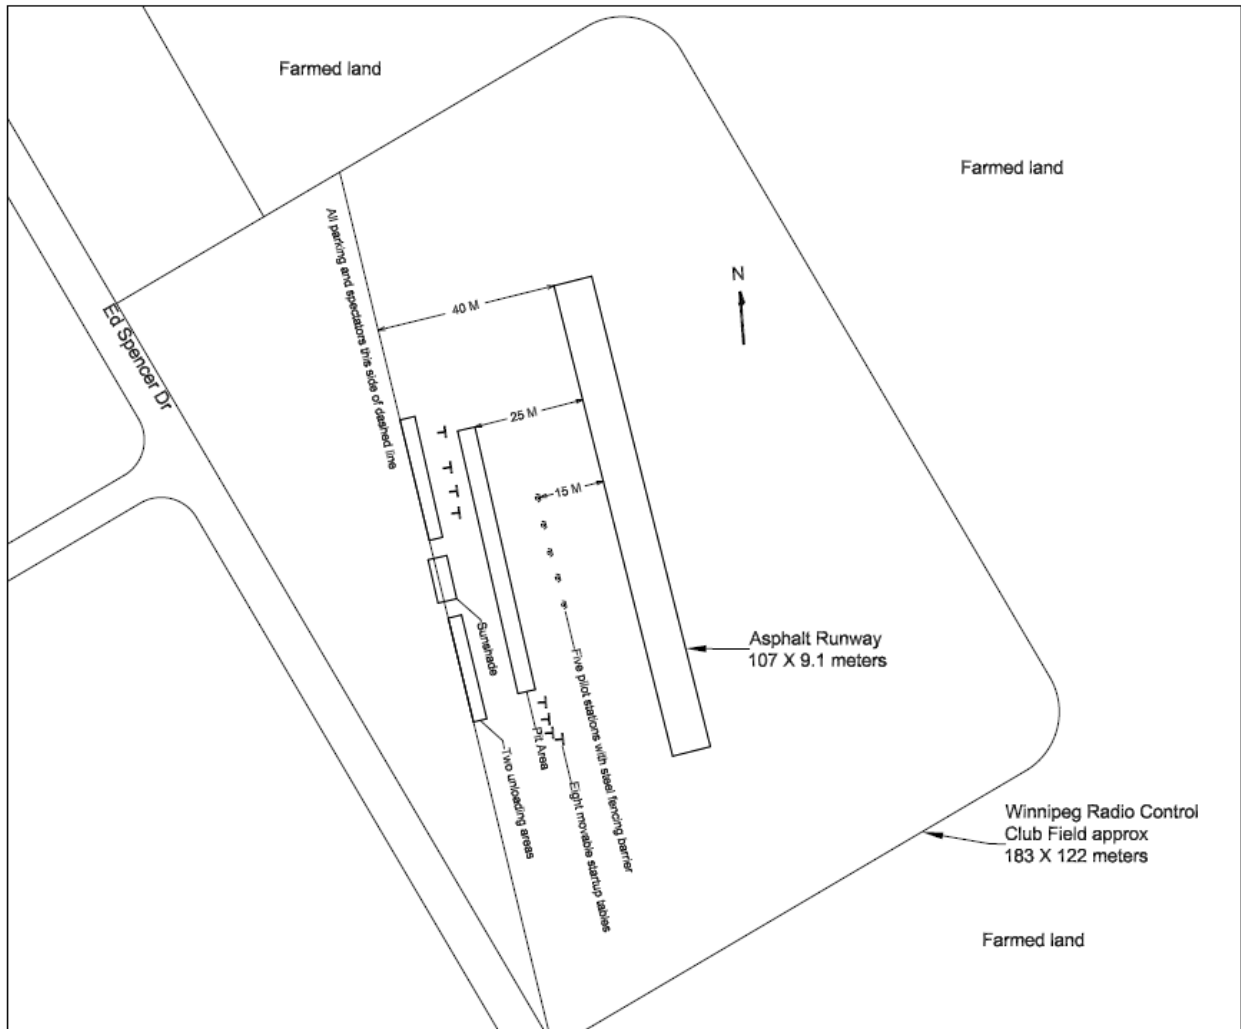 Farmed land
Farmed land
All parking and spectators this side of dashed line
N
40 M
Ed Spencer Dr
25 M
15 M
Sunshade
Asphalt Runway
107 X 9.1 meters
Five pilot stations with steel fencing barrier
Pit Area
Two unloading areas
Eight movable startup tables
Winnipeg Radio Control
Club Field approx
183 X 122 meters
Farmed land